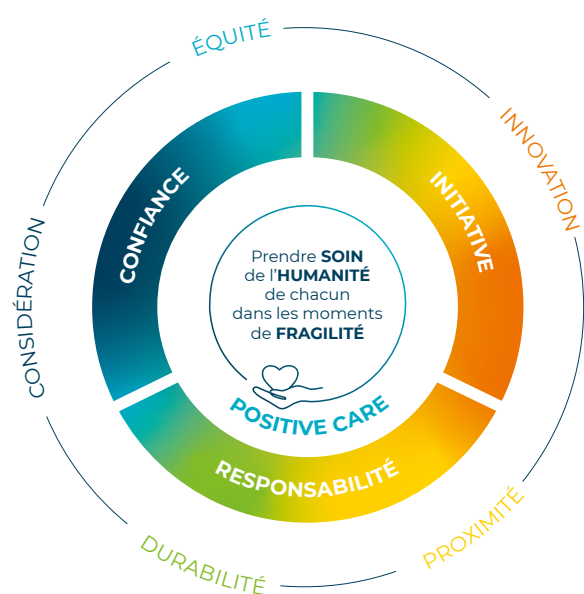 ÉQUITÉ
INNOVATION
CONFIANCE
INITIATIVE
CONSIDÉRATION
Prendre SOIN
de l'HUMANITÉ
de chacun
dans les moments
de FRAGILITÉ
POSITIVE CARE
RESPONSABILITÉ
PROXIMITÉ
DURABILITÉ